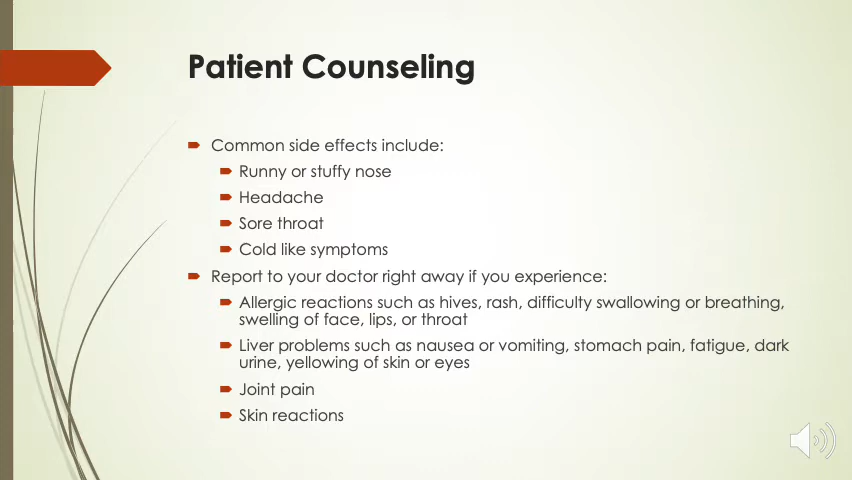 Patient Counseling
Common side effects include:
Runny or stuffy nose
Headache
Sore throat
Cold like symptoms
Report to your doctor right away if you experience:
Allergic reactions such as hives, rash, difficulty swallowing or breathing,
swelling of face, lips, or throat
Liver problems such as nausea or vomiting, stomach pain, fatigue, dark
urine, yellowing of skin or eyes
Joint pain
Skin reactions